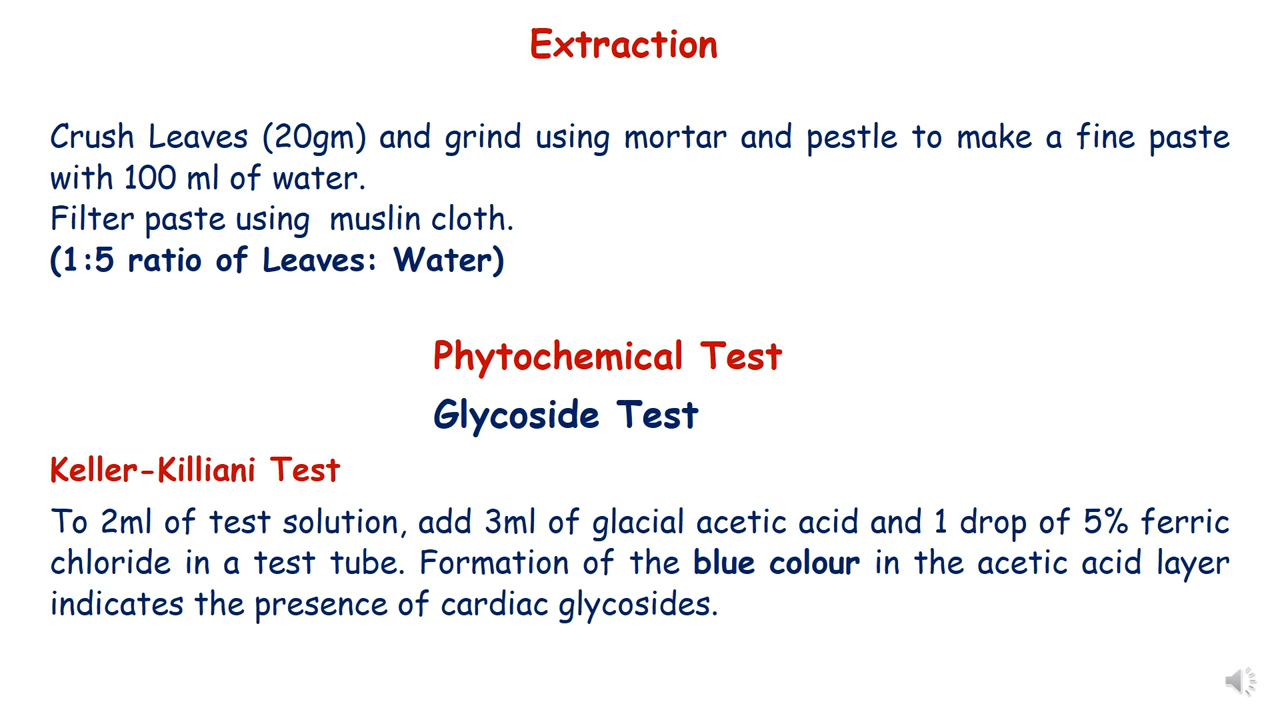 Extraction
Crush Leaves (20gm) and grind using mortar and pestle to make a fine paste
with 100 ml of water.
Filter paste using  muslin cloth.
(1:5 ratio of Leaves: Water)
Phytochemical Test
Glycoside Test
Keller-Killiani Test
To 2ml of test solution, add 3ml of glacial acetic acid and 1 drop of 5% ferric
chloride in a test tube. Formation of the blue colour in the acetic acid layer
indicates the presence of cardiac glycosides.